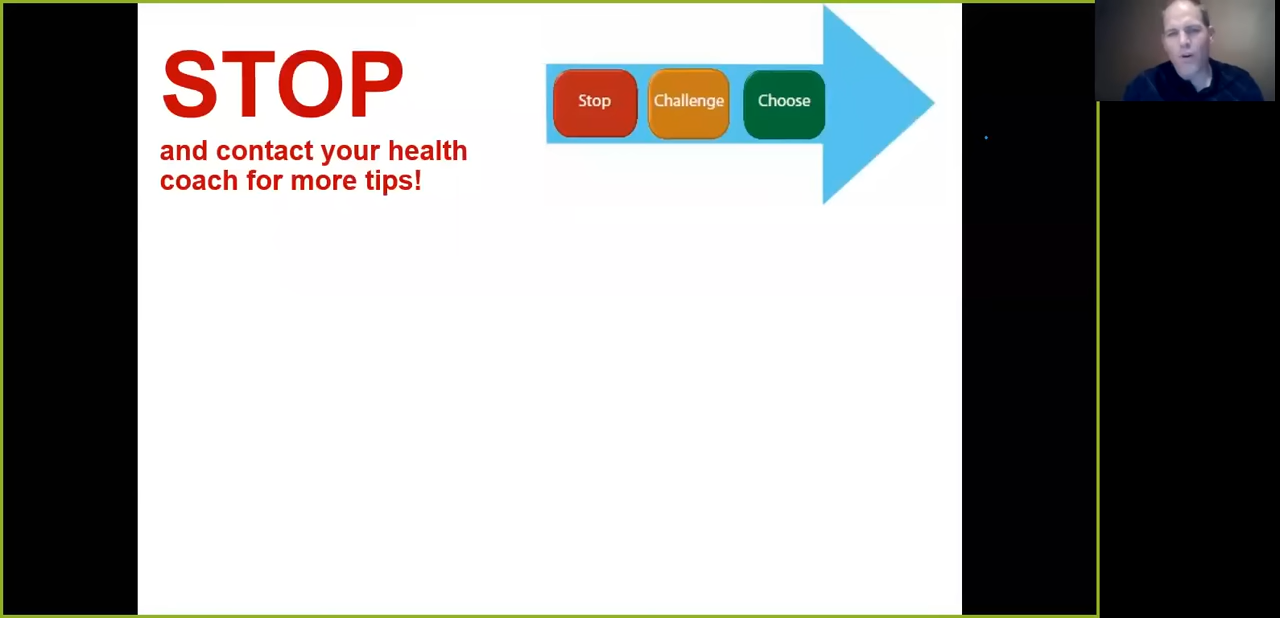 STOP
and contact your health
coach for more tips!
Stop
Challenge
Choose